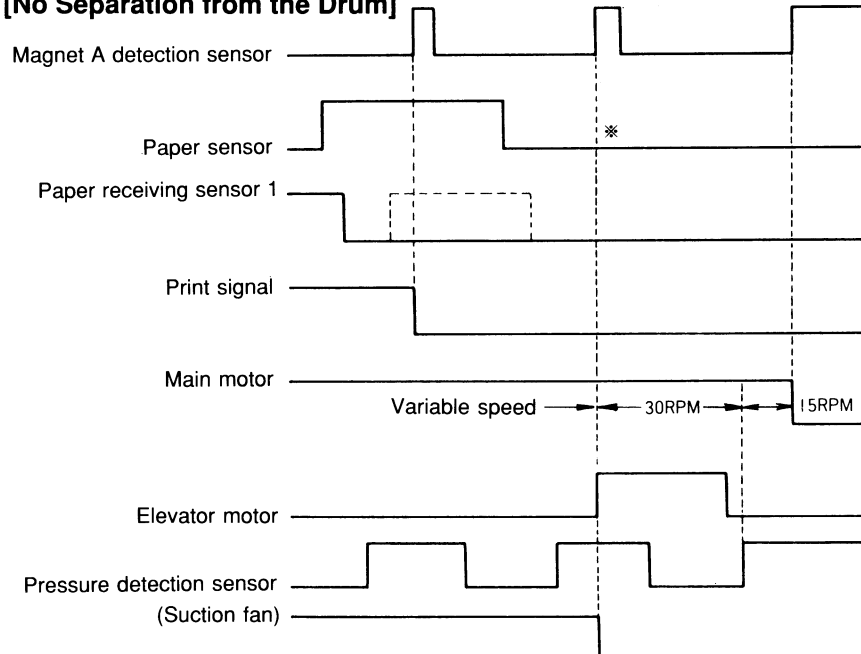 [No Separation from the Drum]
Magnet A detection sensor
Paper sensor
※
Paper receiving sensor 1
Print signal
Main motor
Variable speed
30RPM
15RPM
Elevator motor
Pressure detection sensor
(Suction fan)